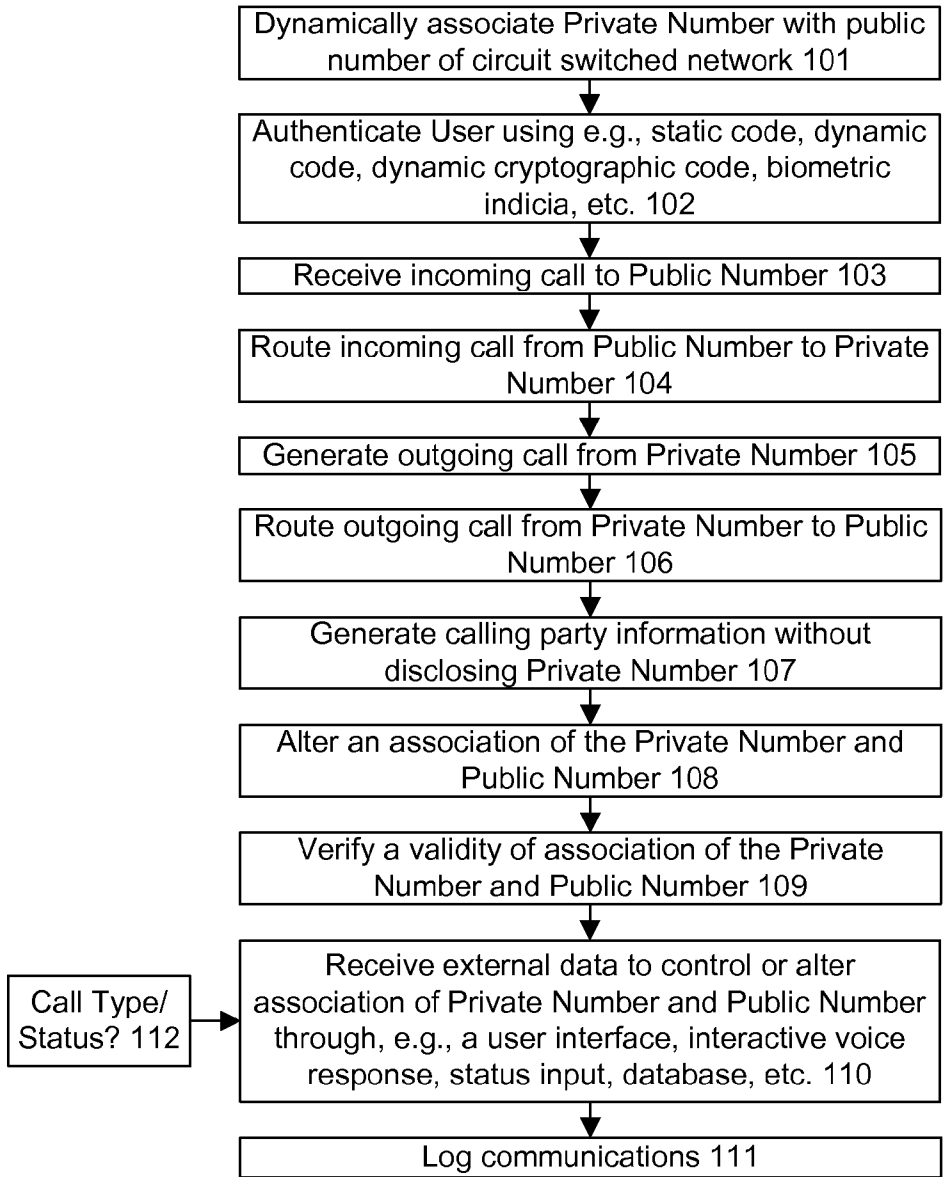 Dynamically associate Private Number with public
number of circuit switched network 101
Authenticate User using e.g., static code, dynamic
code, dynamic cryptographic code, biometric
indicia, etc. 102
Receive incoming call to Public Number 103
Route incoming call from Public Number to Private
Number 104
Generate outgoing call from Private Number 105
Route outgoing call from Private Number to Public
Number 106
Generate calling party information without
disclosing Private Number 107
Alter an association of the Private Number and
Public Number 108
Verify a validity of association of the Private
Number and Public Number 109
Call Type/
Status? 112
Receive external data to control or alter
association of Private Number and Public Number
through, e.g., a user interface, interactive voice
response, status input, database, etc. 110
Log communications 111